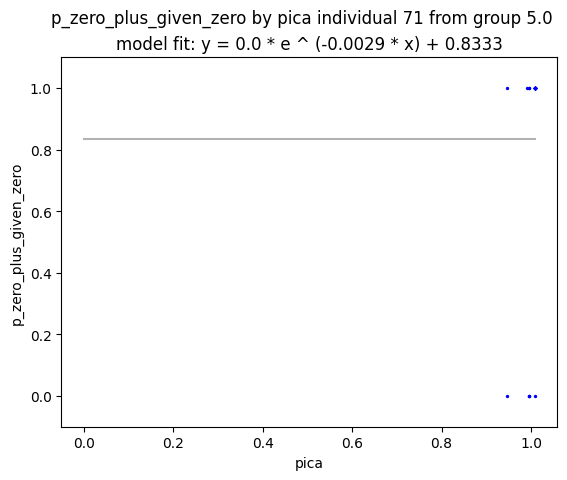 p_zero_plus_given_zero by pica individual 71 from group 5.0
model fit: y = 0.0 * e ^ (-0.0029 * x) + 0.8333
1.0
0.8
0.6
0.4
0.2
0.0
p_zero_plus_given_zero
0.0 0.2 0.4 0.6 0.8 1.0
pica